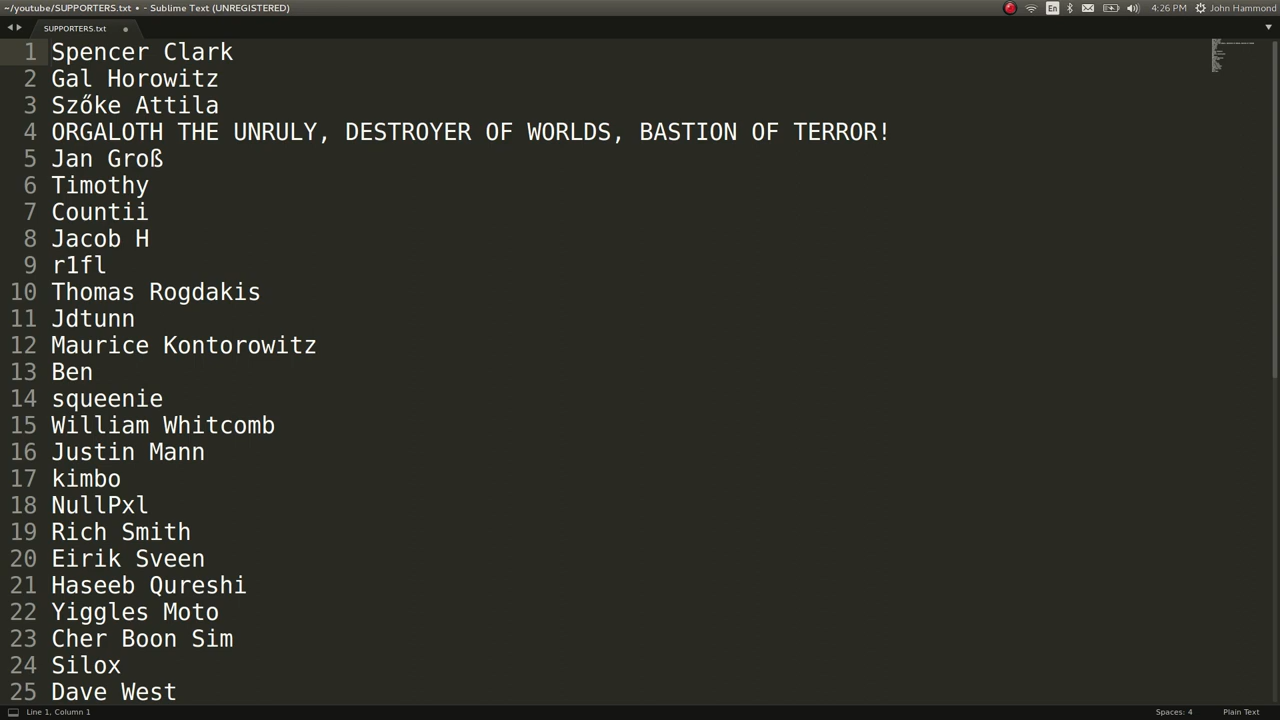 ~/youtube/SUPPORTERS.txt • - Sublime Text (UNREGISTERED) En 4:26 PM John Hammond
SUPPORTERS.txt
1 Spencer Clark
2 Gal Horowitz
3 Szőke Attila
4 ORGALOTH THE UNRULY, DESTROYER OF WORLDS, BASTION OF TERROR!
5 Jan Groß
6 Timothy
7 Countii
8 Jacob H
9 r1fl
10 Thomas Rogdakis
11 Jdtunn
12 Maurice Kontorowitz
13 Ben
14 squeenie
15 William Whitcomb
16 Justin Mann
17 kimbo
18 NullPxl
19 Rich Smith
20 Eirik Sveen
21 Haseeb Qureshi
22 Yiggles Moto
23 Cher Boon Sim
24 Silox
25 Dave West
Line 1, Column 1 Spaces: 4 Plain Text